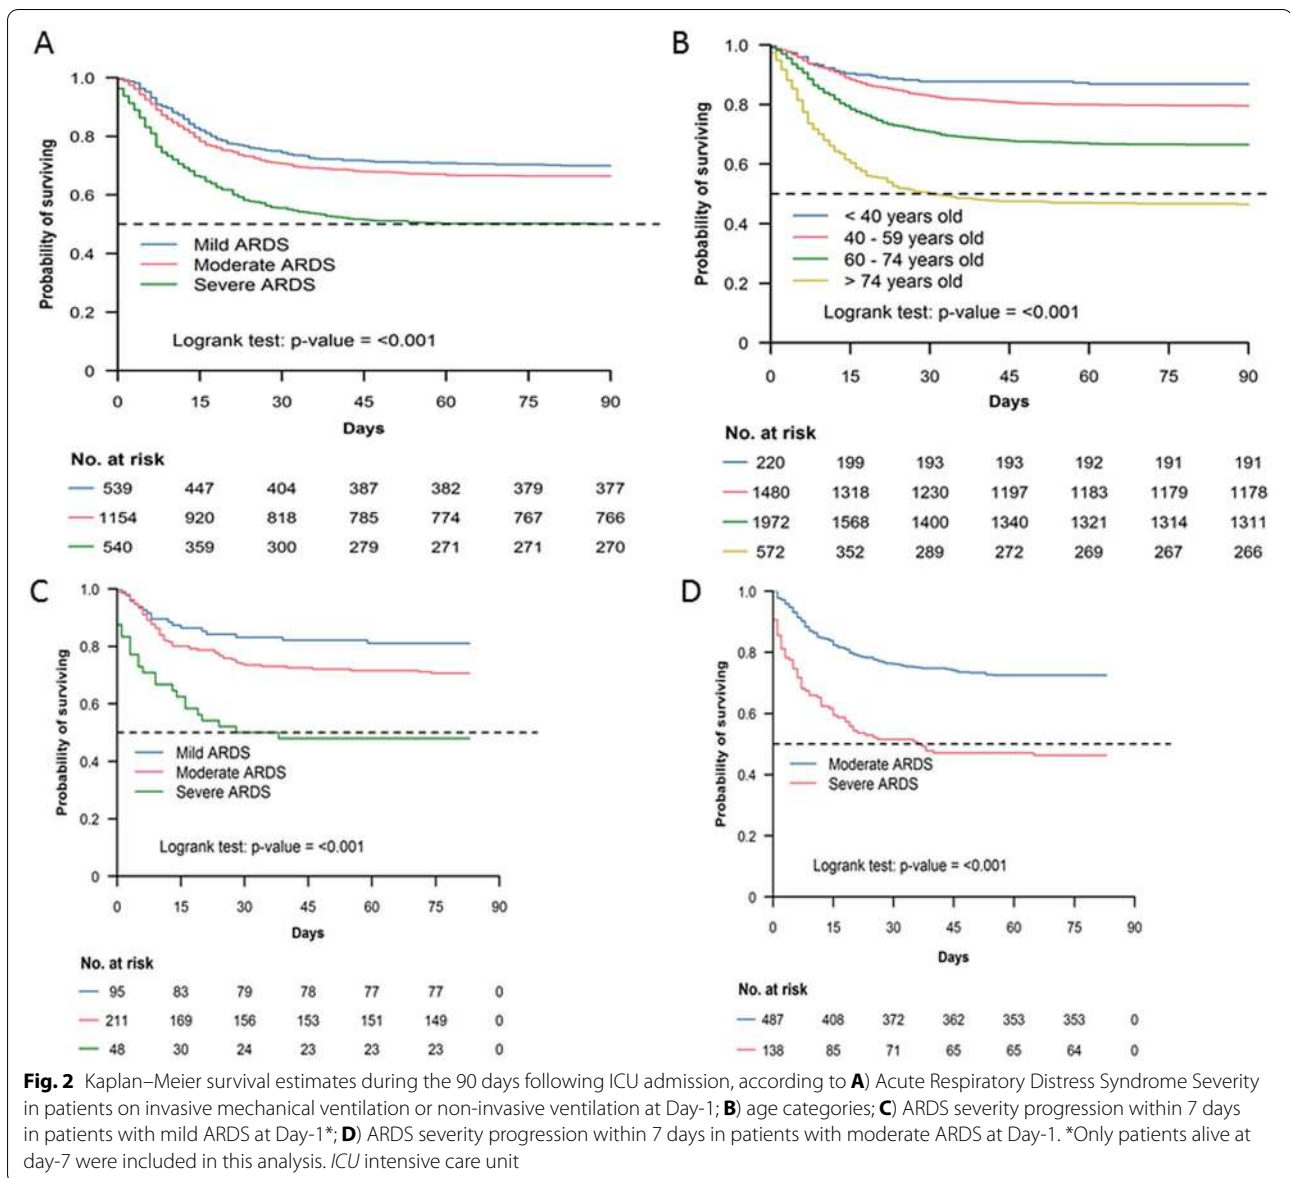 A
1.0
0.8
0.6
0.4
0.2
0
Probability of surviving
Mild ARDS
Moderate ARDS
Severe ARDS
Logrank test: p-value = <0.001
0 15 30 45 60 75 90
Days
No. at risk
539 447 404 387 382 379 377
1154 920 818 785 774 767 766
540 359 300 279 271 271 270
B
1.0
0.8
0.6
0.4
0.2
0
Probability of surviving
< 40 years old
40 - 59 years old
60 - 74 years old
> 74 years old
Logrank test: p-value = <0.001
0 15 30 45 60 75 90
Days
No. at risk
220 199 193 193 192 191 191
1480 1318 1230 1197 1183 1179 1178
1972 1568 1400 1340 1321 1314 1311
572 352 289 272 269 267 266
C
1.0
0.8
0.6
0.4
0.2
0
Probability of surviving
Mild ARDS
Moderate ARDS
Severe ARDS
Logrank test: p-value = <0.001
0 15 30 45 60 75 90
Days
No. at risk
95 83 79 78 77 77 0
211 169 156 153 151 149 0
48 30 24 23 23 23 0
D
1.0
0.8
0.6
0.4
0.2
0
Probability of surviving
Moderate ARDS
Severe ARDS
Logrank test: p-value = <0.001
0 15 30 45 60 75 90
Days
No. at risk
487 408 372 362 353 353 0
138 85 71 65 65 64 0
Fig. 2 Kaplan–Meier survival estimates during the 90 days following ICU admission, according to A) Acute Respiratory Distress Syndrome Severity
in patients on invasive mechanical ventilation or non-invasive ventilation at Day-1; B) age categories; C) ARDS severity progression within 7 days
in patients with mild ARDS at Day-1*; D) ARDS severity progression within 7 days in patients with moderate ARDS at Day-1. *Only patients alive at
day-7 were included in this analysis. ICU intensive care unit